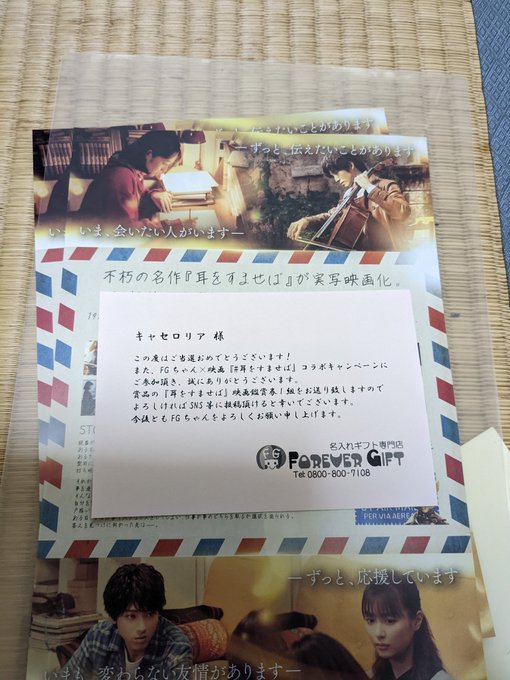 伝えたいことがあります
―ずっと、伝えたいことがあります
いま、会いたい人がいます―
不朽の名作『耳をすませば』が実写映画化。
キャセロリア 様
この度はご当選おめでとうございます!
また、FGちゃん×映画『#耳をすませば』コラボキャンペーンに
ご参加頂き、誠にありがとうございます。
賞品の『耳をすませば』映画鑑賞券1組をお送り致しますので
よろしければSNS等に投稿頂けると幸いでございます。
今後ともFGちゃんをよろしくお願い申し上げます。
名入れギフト専門店
FG
FOREVER GIFT
Tel: 0800-800-7108
STO
PER VIA AEREA
―ずっと、応援しています
いまも、変わらない友情があります―